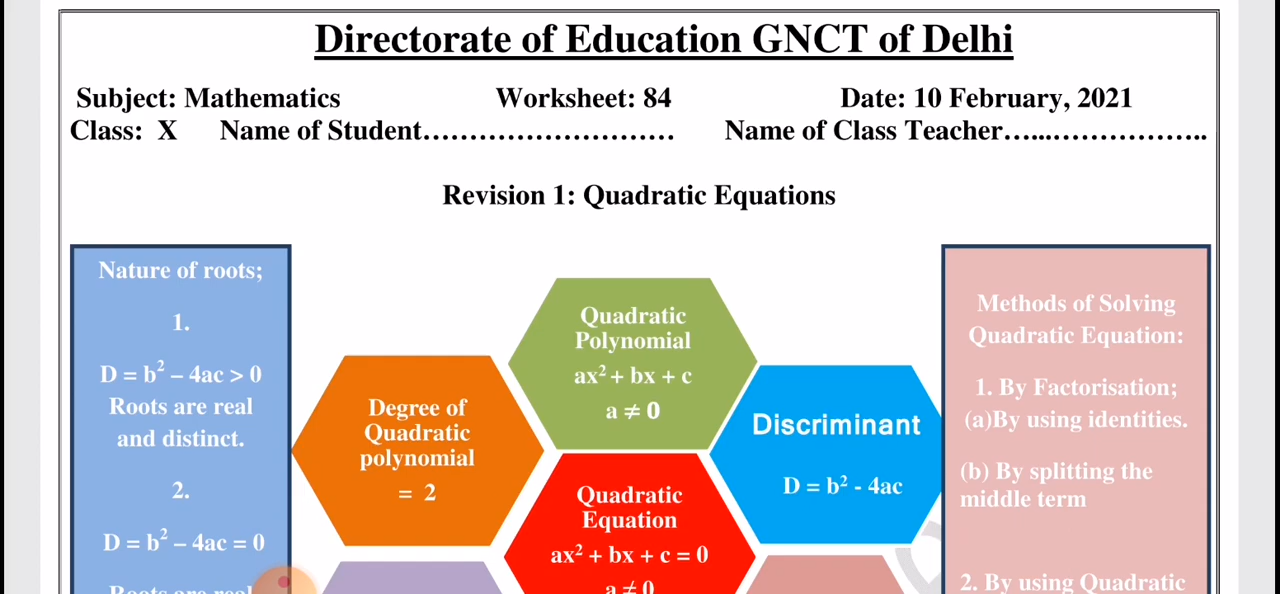 Directorate of Education GNCT of Delhi
Subject: Mathematics Worksheet: 84 Date: 10 February, 2021
Class: X Name of Student........................... Name of Class Teacher......................
Revision 1: Quadratic Equations
Nature of roots;
1.
D = b² – 4ac > 0
Roots are real
and distinct.
2.
D = b² – 4ac = 0
Roots are real
Degree of
Quadratic
polynomial
= 2
Quadratic
Polynomial
ax² + bx + c
a ≠ 0
Quadratic
Equation
ax² + bx + c = 0
a ≠ 0
Discriminant
D = b² - 4ac
Methods of Solving
Quadratic Equation:
1. By Factorisation;
(a)By using identities.
(b) By splitting the
middle term
2. By using Quadratic